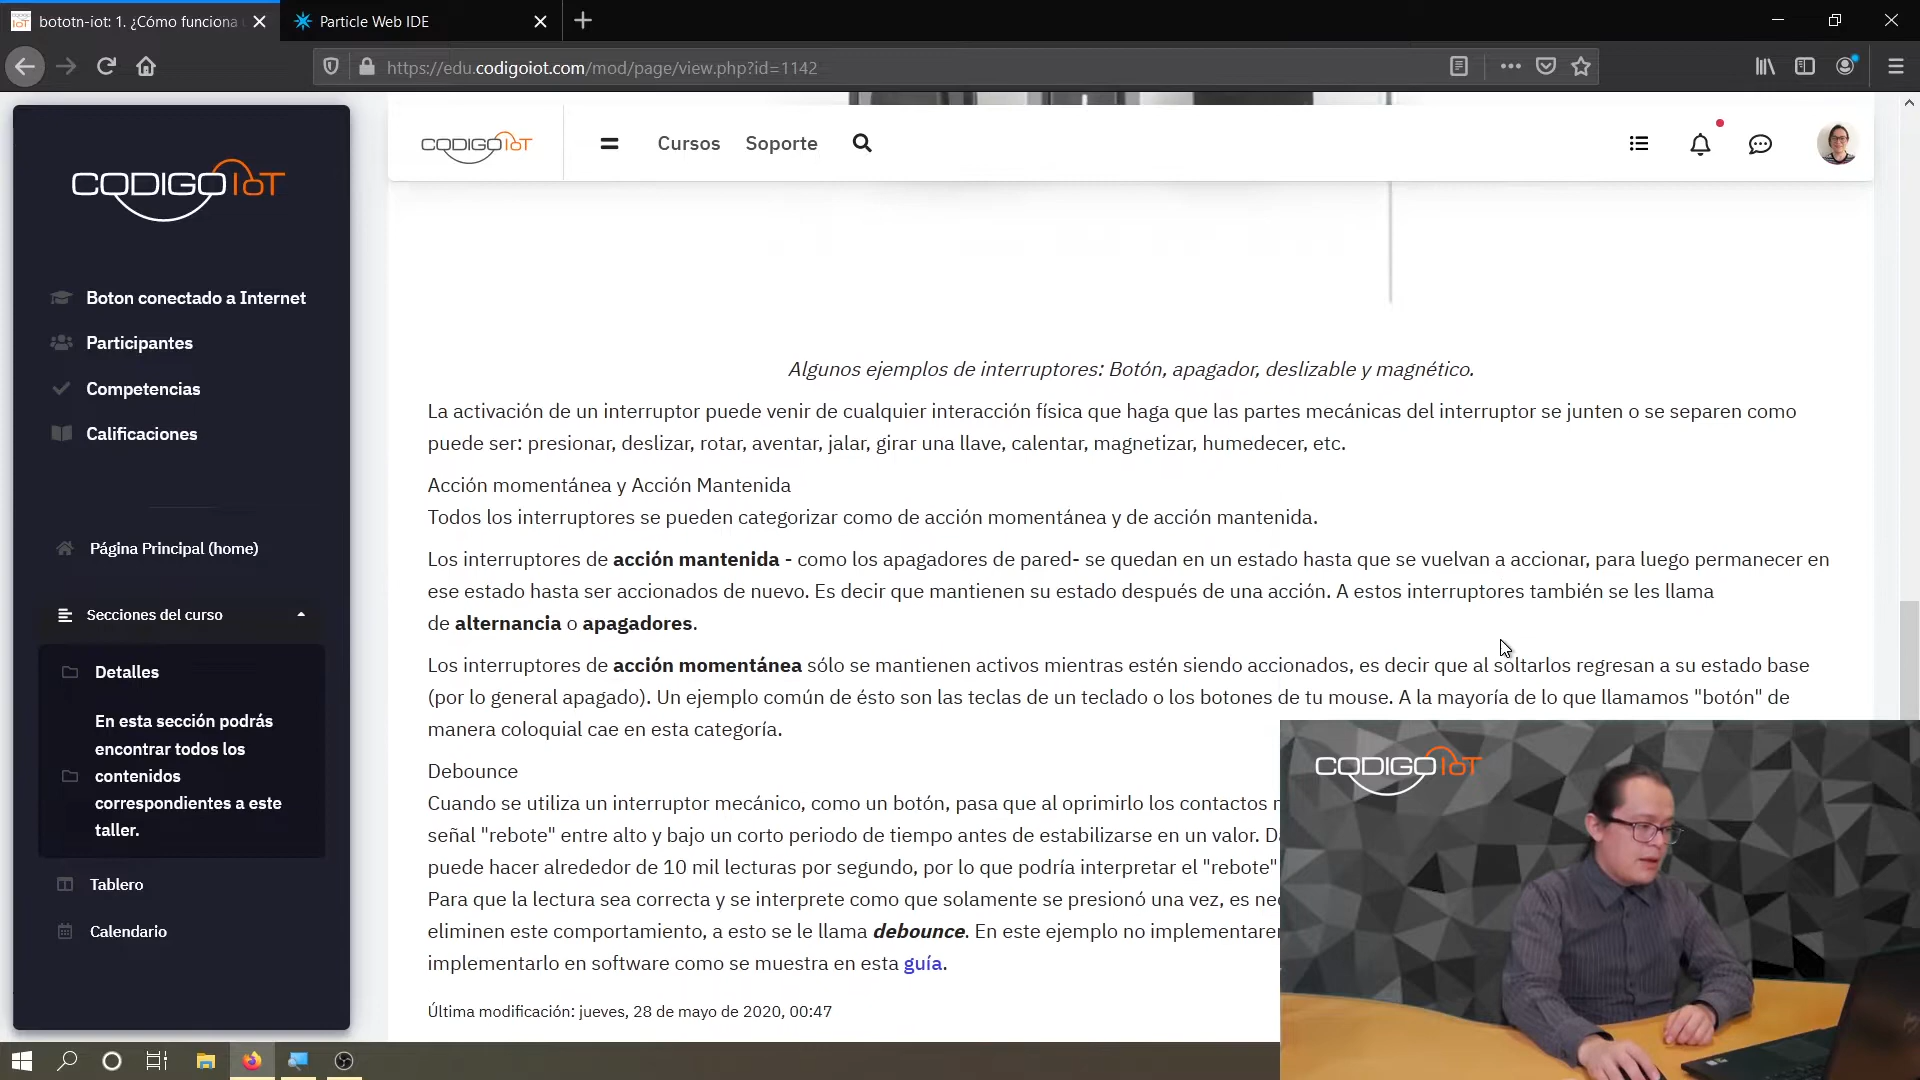 bototn-iot: 1. ¿Cómo funciona
Particle Web IDE
https://edu.codigoiot.com/mod/page/view.php?id=1142
CODIGO IoT
Boton conectado a Internet
Participantes
Competencias
Calificaciones
Página Principal (home)
Secciones del curso
Detalles
En esta sección podrás
encontrar todos los
contenidos
correspondientes a este
taller.
Tablero
Calendario
CODIGO IoT
Cursos
Soporte
Algunos ejemplos de interruptores: Botón, apagador, deslizable y magnético.
La activación de un interruptor puede venir de cualquier interacción física que haga que las partes mecánicas del interruptor se junten o se separen como
puede ser: presionar, deslizar, rotar, aventar, jalar, girar una llave, calentar, magnetizar, humedecer, etc.
Acción momentánea y Acción Mantenida
Todos los interruptores se pueden categorizar como de acción momentánea y de acción mantenida.
Los interruptores de acción mantenida - como los apagadores de pared- se quedan en un estado hasta que se vuelvan a accionar, para luego permanecer en
ese estado hasta ser accionados de nuevo. Es decir que mantienen su estado después de una acción. A estos interruptores también se les llama
de alternancia o apagadores.
Los interruptores de acción momentánea sólo se mantienen activos mientras estén siendo accionados, es decir que al soltarlos regresan a su estado base
(por lo general apagado). Un ejemplo común de ésto son las teclas de un teclado o los botones de tu mouse. A la mayoría de lo que llamamos "botón" de
manera coloquial cae en esta categoría.
Debounce
Cuando se utiliza un interruptor mecánico, como un botón, pasa que al oprimirlo los contactos
señal "rebote" entre alto y bajo un corto periodo de tiempo antes de estabilizarse en un valor.
puede hacer alrededor de 10 mil lecturas por segundo, por lo que podría interpretar el "rebote"
Para que la lectura sea correcta y se interprete como que solamente se presionó una vez, es
eliminen este comportamiento, a esto se le llama debounce. En este ejemplo no
implementarlo en software como se muestra en esta guía.
Última modificación: jueves, 28 de mayo de 2020, 00:47
CODIGO IoT